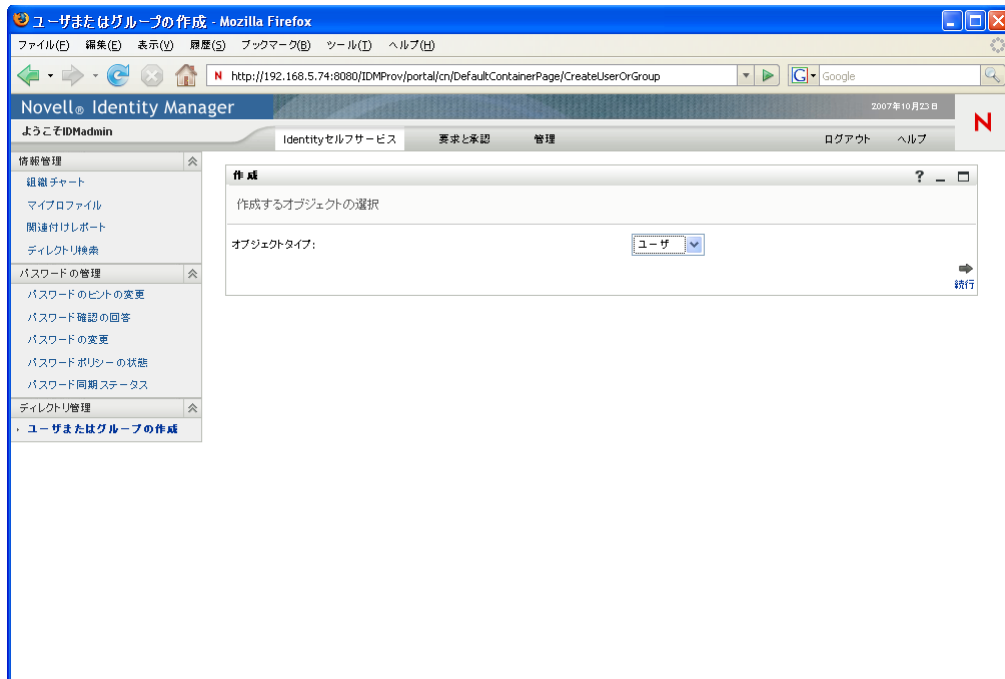 ユーザまたはグループの作成 - Mozilla Firefox
ファイル(F) 編集(E) 表示(V) 履歴(S) ブックマーク(B) ツール(T) ヘルプ(H)
N http://192.168.5.74:8080/IDMProv/portal/cn/DefaultContainerPage/CreateUserOrGroup G Google
Novell® Identity Manager 2007年10月23日
N
ようこそIDMadmin Identityセルフサービス 要求と承認 管理 ログアウト ヘルプ
情報管理
組織チャート
マイプロファイル
関連付けレポート
ディレクトリ検索
パスワードの管理
パスワードのヒントの変更
パスワード確認の回答
パスワードの変更
パスワードポリシーの状態
パスワード同期ステータス
ディレクトリ管理
ユーザまたはグループの作成
作成 ?
作成するオブジェクトの選択
オブジェクトタイプ: ユーザ
続行